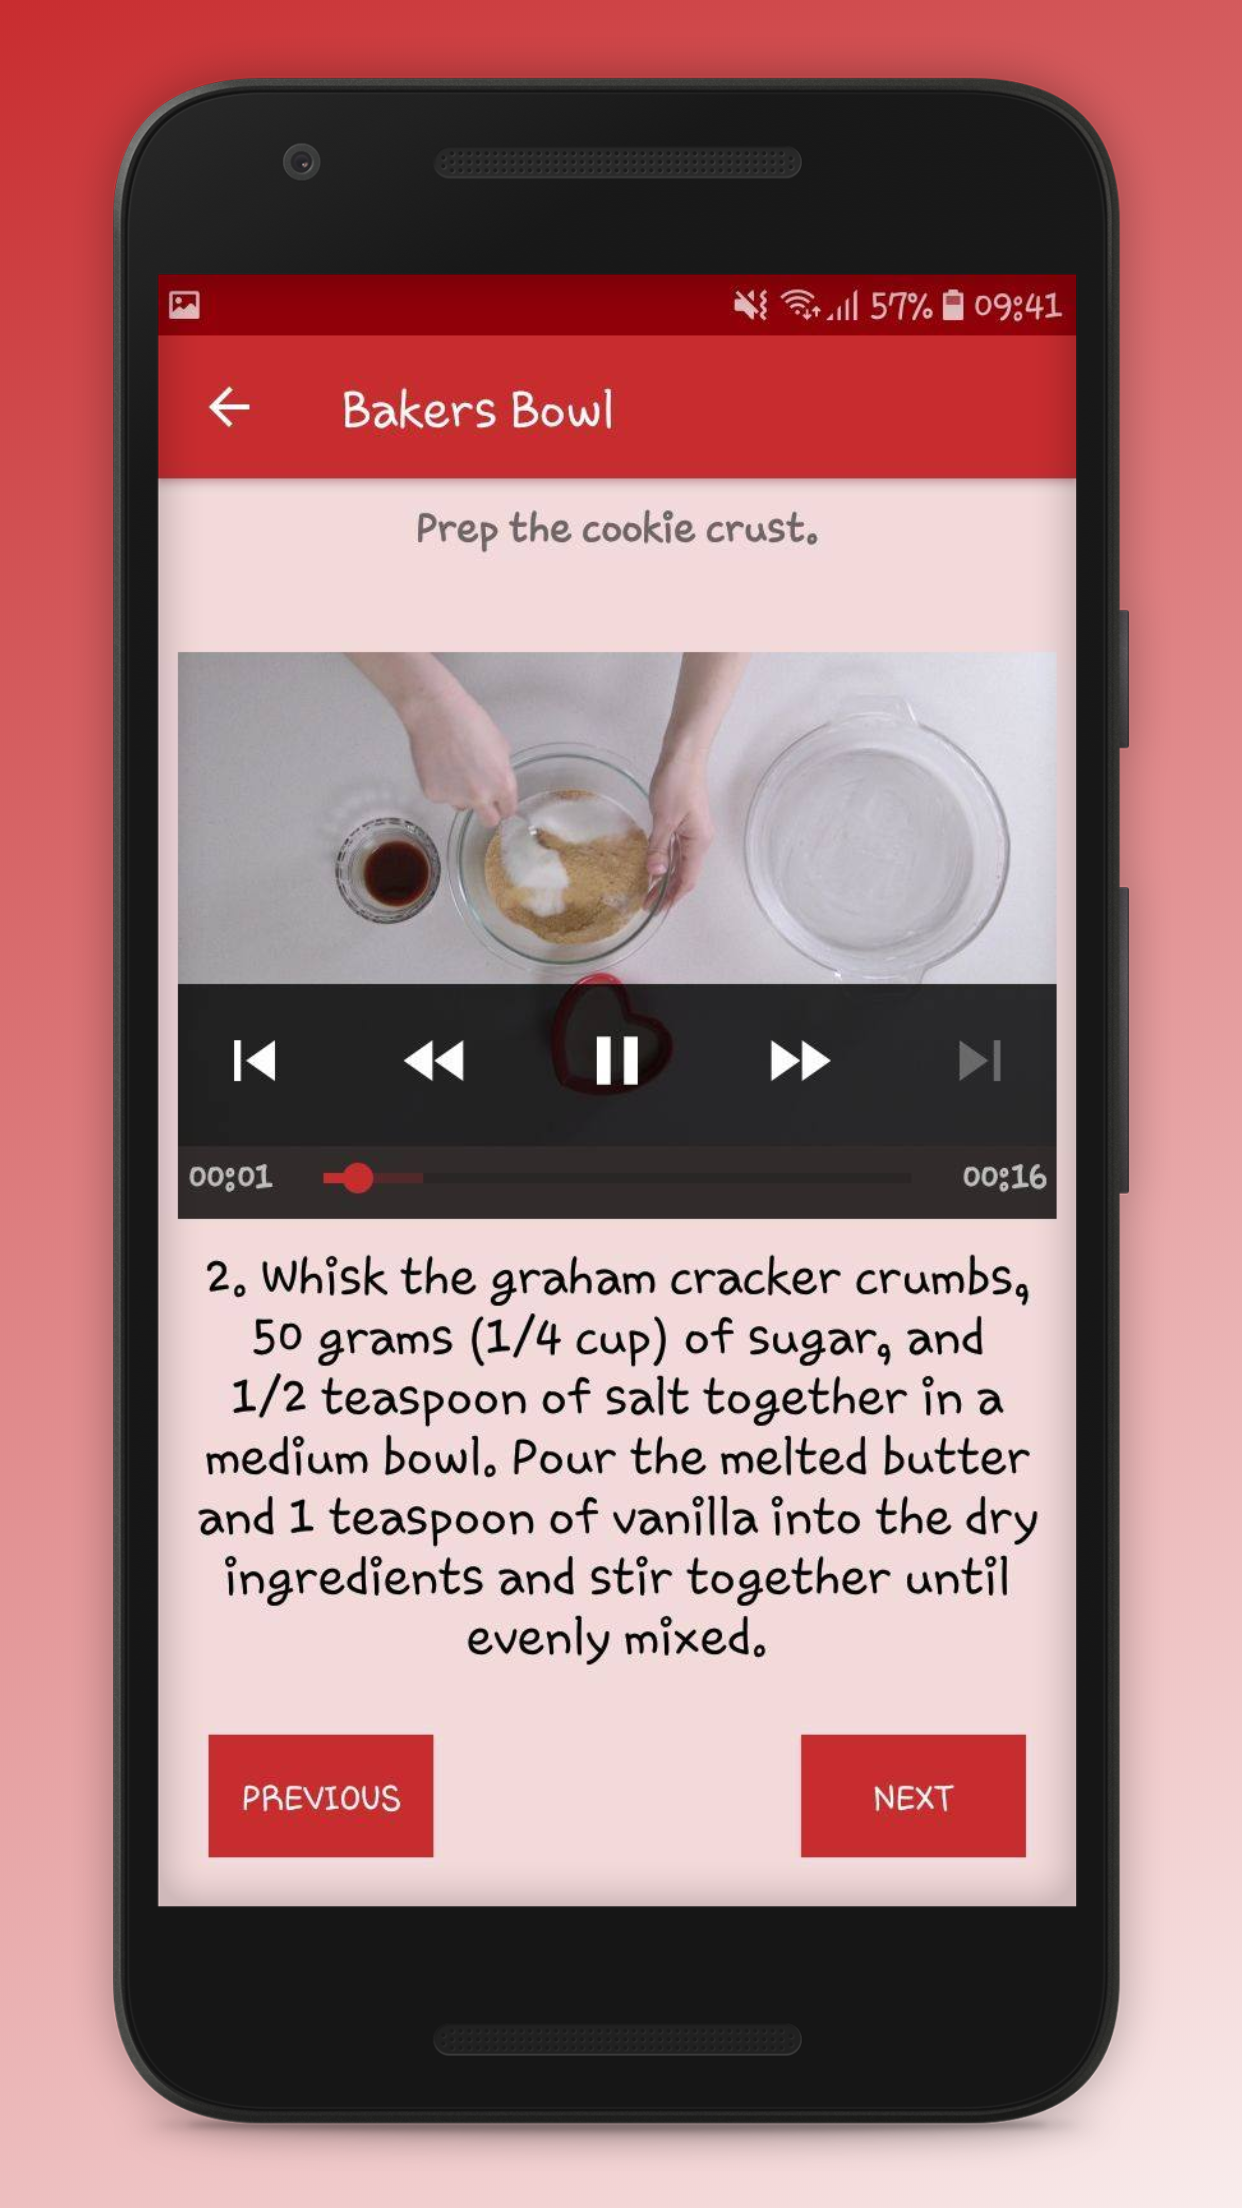 57% 09:41
Bakers Bowl
Prep the cookie crust.
00:01 00:16
2. Whisk the graham cracker crumbs,
50 grams (1/4 cup) of sugar, and
1/2 teaspoon of salt together in a
medium bowl. Pour the melted butter
and 1 teaspoon of vanilla into the dry
ingredients and stir together until
evenly mixed.
PREVIOUS NEXT